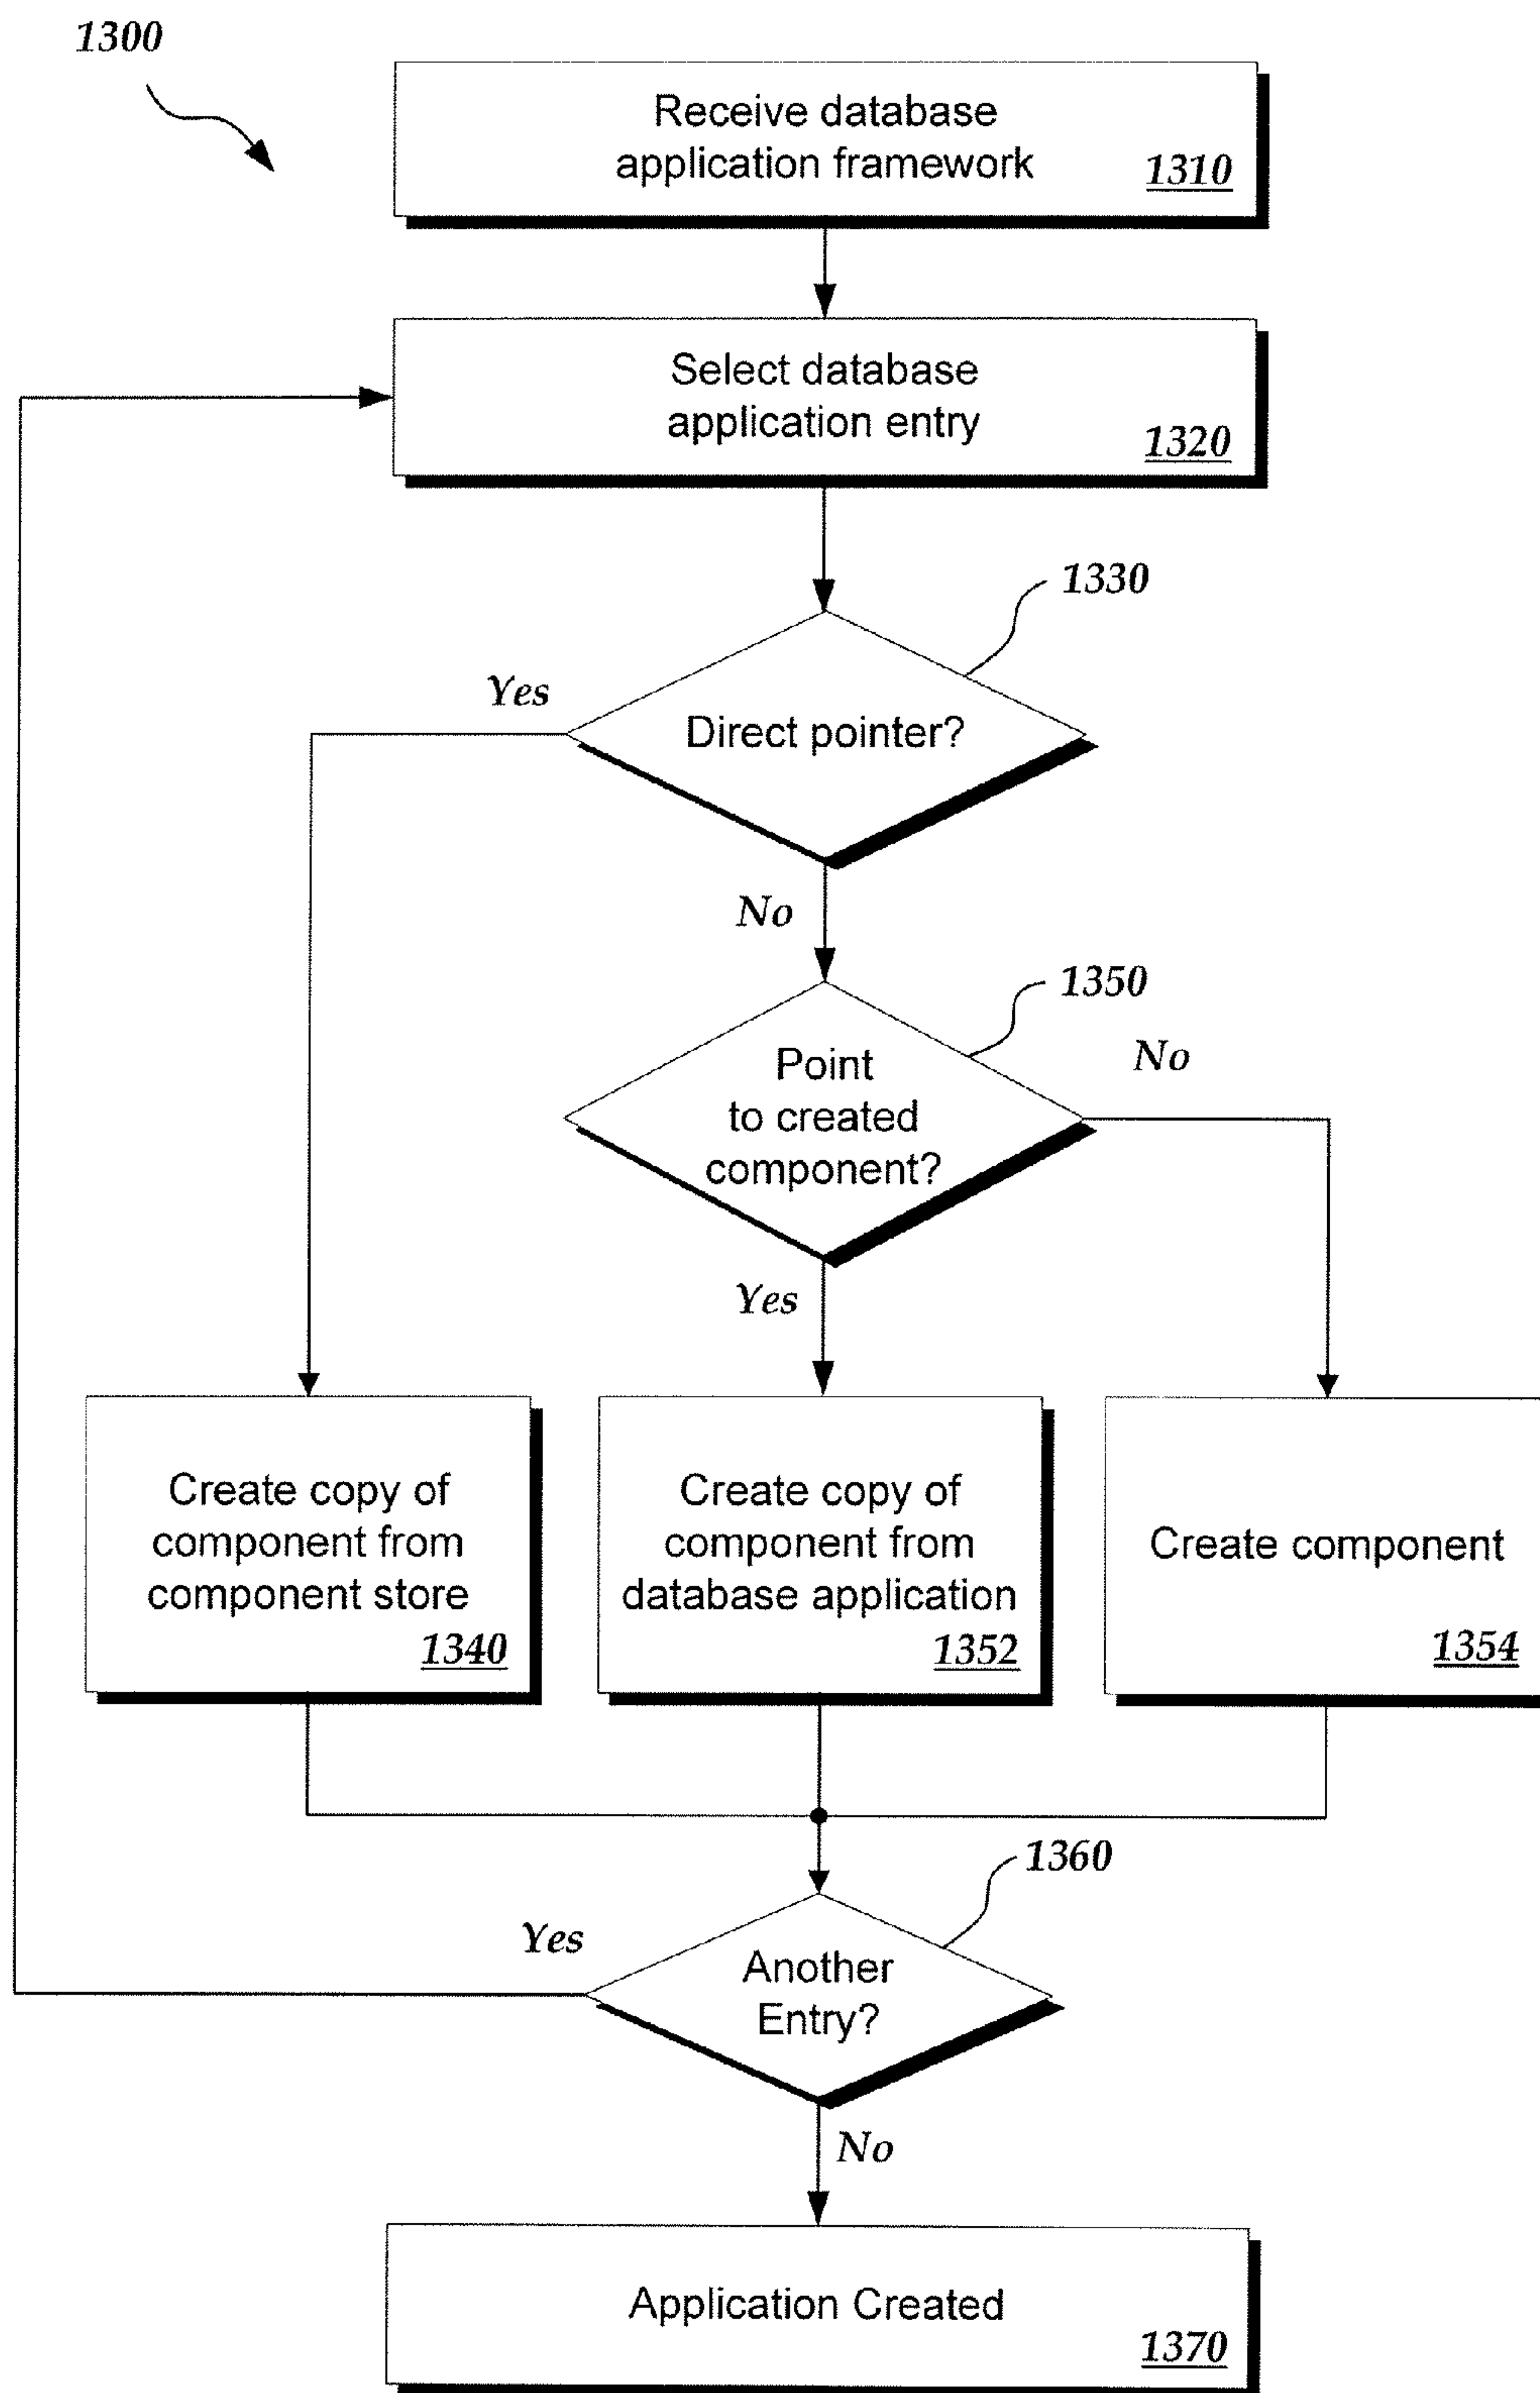 1300
Receive database
application framework
1310
Select database
application entry
1320
1330
Yes
Direct pointer?
No
1350
No
Point
to created
component?
Yes
Create copy of
component from
component store
1340
Create copy of
component from
database application
1352
Create component
1354
1360
Yes
Another
Entry?
No
Application Created
1370